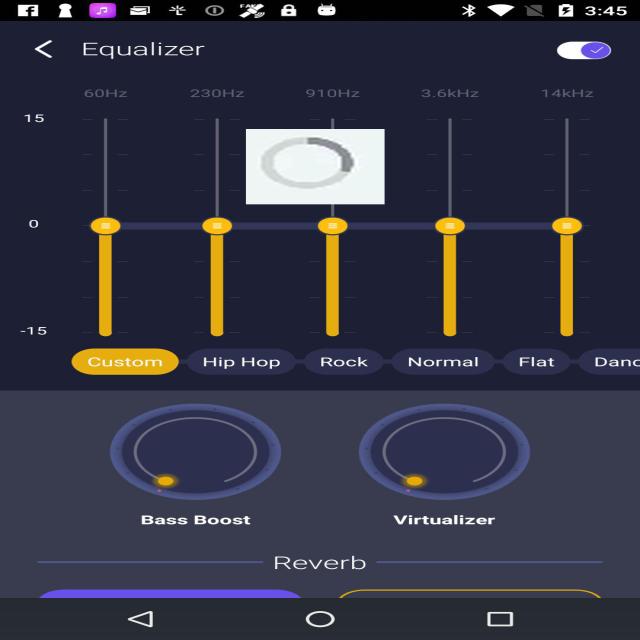 3:45
Equalizer
60Hz 230Hz 910Hz 3.6kHz 14kHz
15
0
-15
Custom Hip Hop Rock Normal Flat Danc
Bass Boost Virtualizer
Reverb